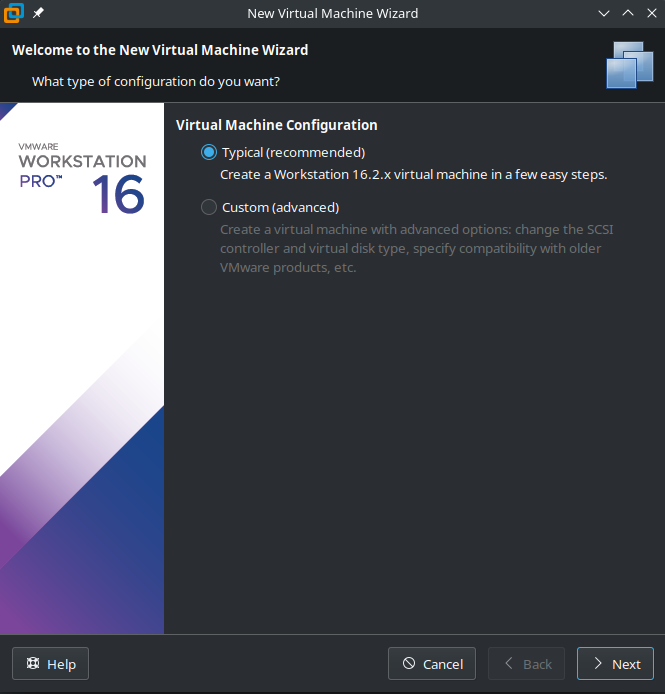 New Virtual Machine Wizard
Welcome to the New Virtual Machine Wizard
What type of configuration do you want?
VMWARE
WORKSTATION
PRO™ 16
Virtual Machine Configuration
Typical (recommended)
Create a Workstation 16.2.x virtual machine in a few easy steps.
Custom (advanced)
Create a virtual machine with advanced options: change the SCSI
controller and virtual disk type, specify compatibility with older
VMware products, etc.
Help Cancel Back Next